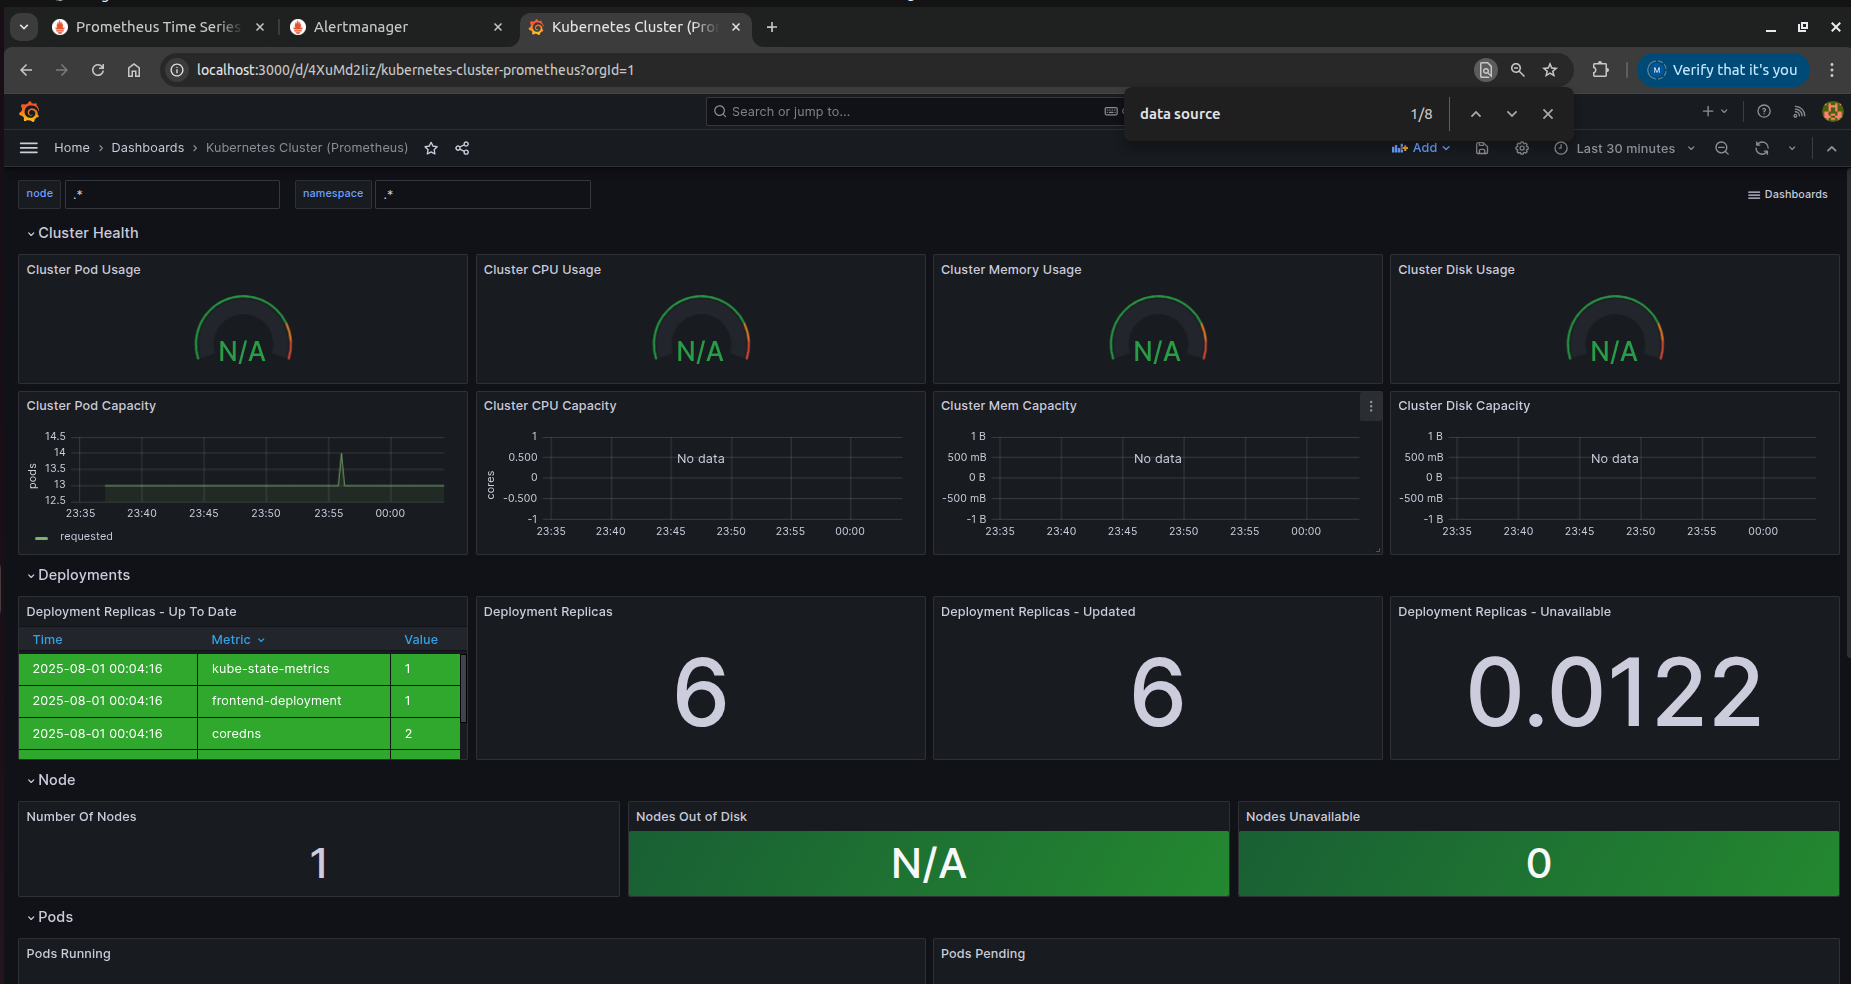 Prometheus Time Series
Alertmanager
Kubernetes Cluster (Pro
localhost:3000/d/4XuMd2Iiz/kubernetes-cluster-prometheus?orgId=1
M Verify that it's you
Search or jump to...
data source 1/8
Home › Dashboards › Kubernetes Cluster (Prometheus)
Add
Last 30 minutes
node .* namespace .*
Dashboards
Cluster Health
Cluster Pod Usage
N/A
Cluster CPU Usage
N/A
Cluster Memory Usage
N/A
Cluster Disk Usage
N/A
Cluster Pod Capacity
pods
14.5
14
13.5
13
12.5
23:35 23:40 23:45 23:50 23:55 00:00
requested
Cluster CPU Capacity
cores
1
0.500
0
-0.500
-1
No data
23:35 23:40 23:45 23:50 23:55 00:00
Cluster Mem Capacity
1 B
500 mB
0 B
-500 mB
-1 B
No data
23:35 23:40 23:45 23:50 23:55 00:00
Cluster Disk Capacity
1 B
500 mB
0 B
-500 mB
-1 B
No data
23:35 23:40 23:45 23:50 23:55 00:00
Deployments
Deployment Replicas - Up To Date
Time Metric Value
2025-08-01 00:04:16 kube-state-metrics 1
2025-08-01 00:04:16 frontend-deployment 1
2025-08-01 00:04:16 coredns 2
Deployment Replicas
6
Deployment Replicas - Updated
6
Deployment Replicas - Unavailable
0.0122
Node
Number Of Nodes
1
Nodes Out of Disk
N/A
Nodes Unavailable
0
Pods
Pods Running
Pods Pending